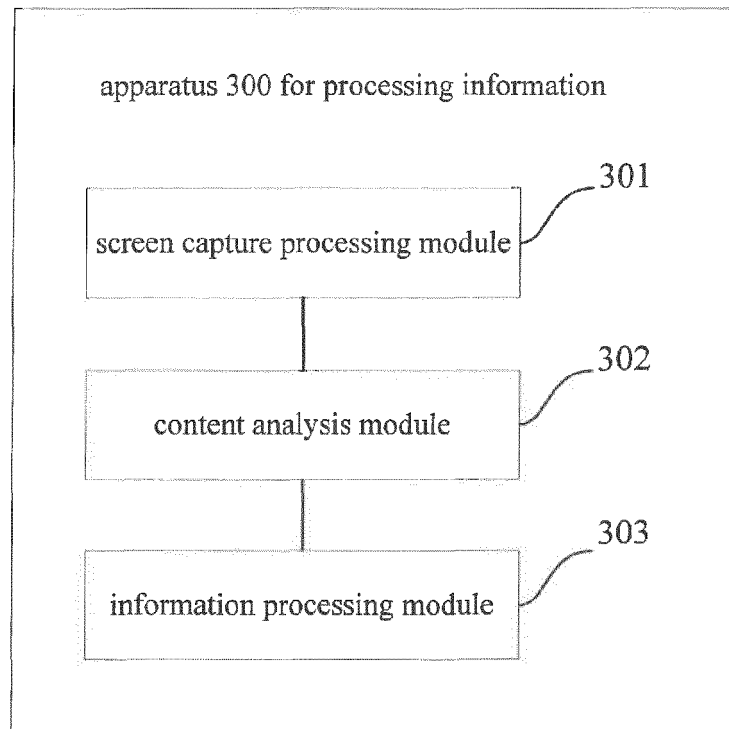 apparatus 300 for processing information
301
screen capture processing module
302
content analysis module
303
information processing module